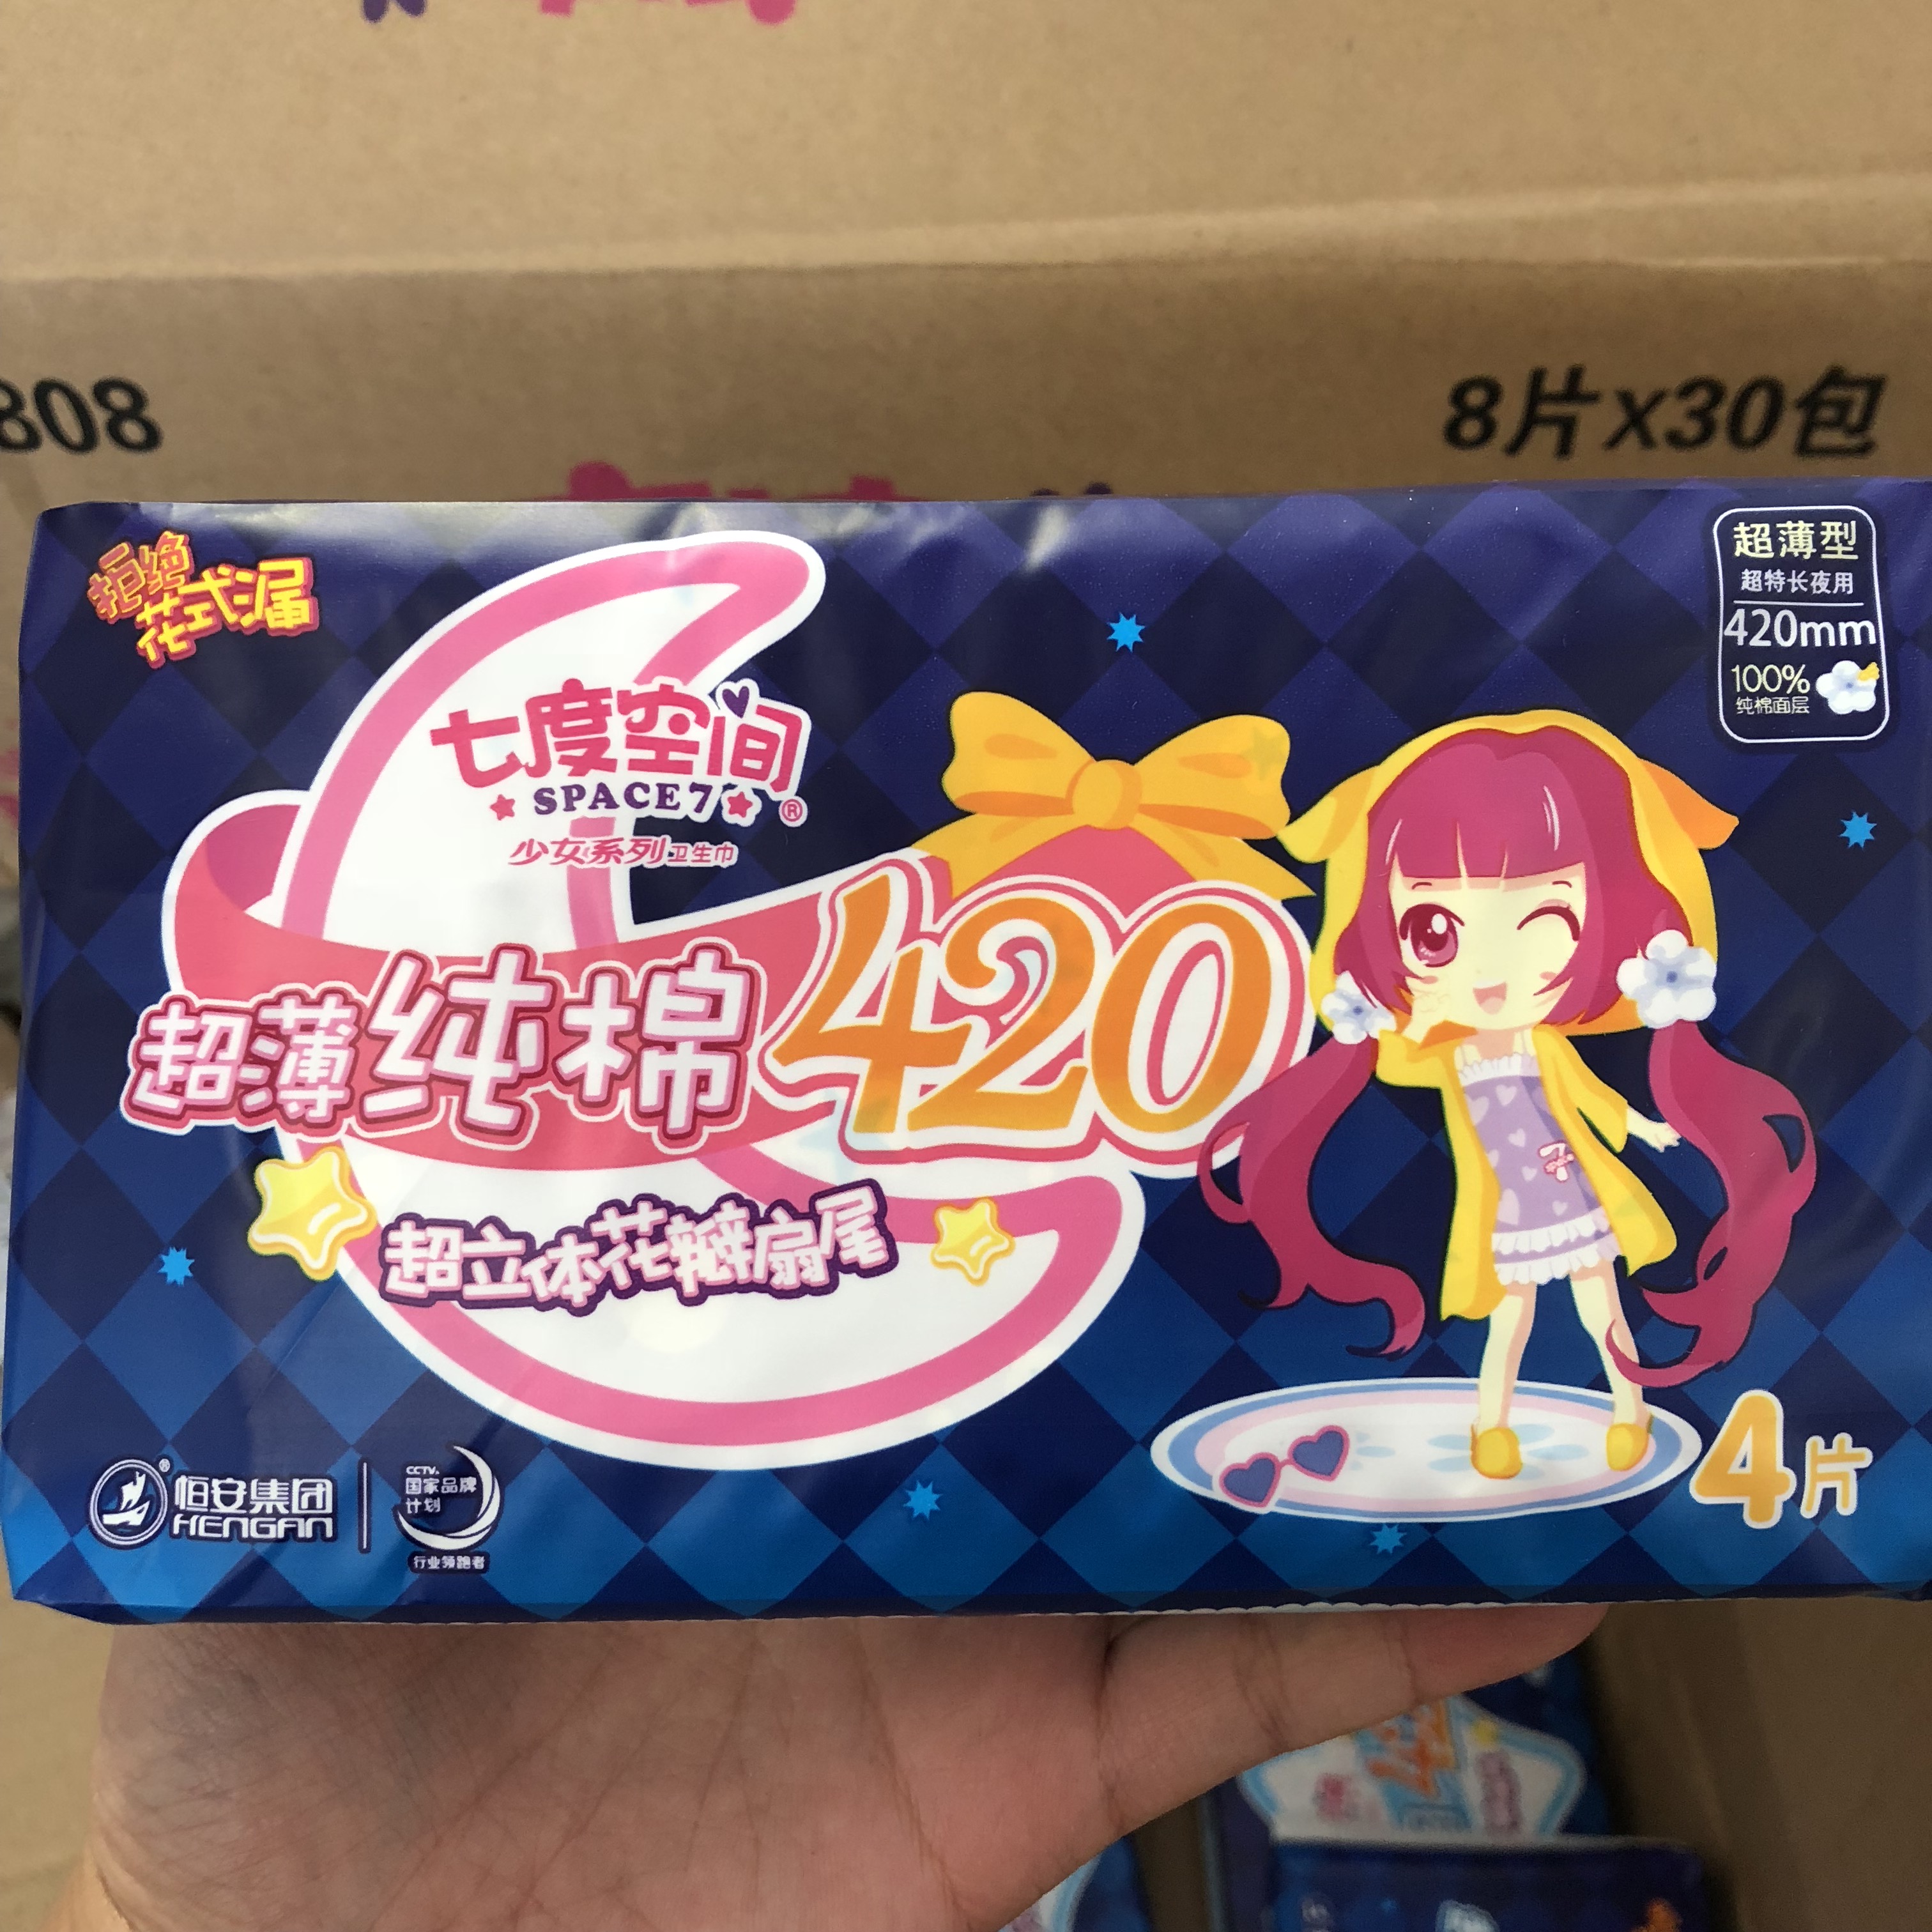 808
8片x30包
拒绝
花式漏
超薄型
超特长夜用
420mm
100%
纯棉面层
七度空间
SPACE7
®
少女系列卫生巾
超薄纯棉420
超立体花瓣扇尾
7
4片
®
恒安集团
HENGAN
CCTV
国家品牌
计划
行业领跑者